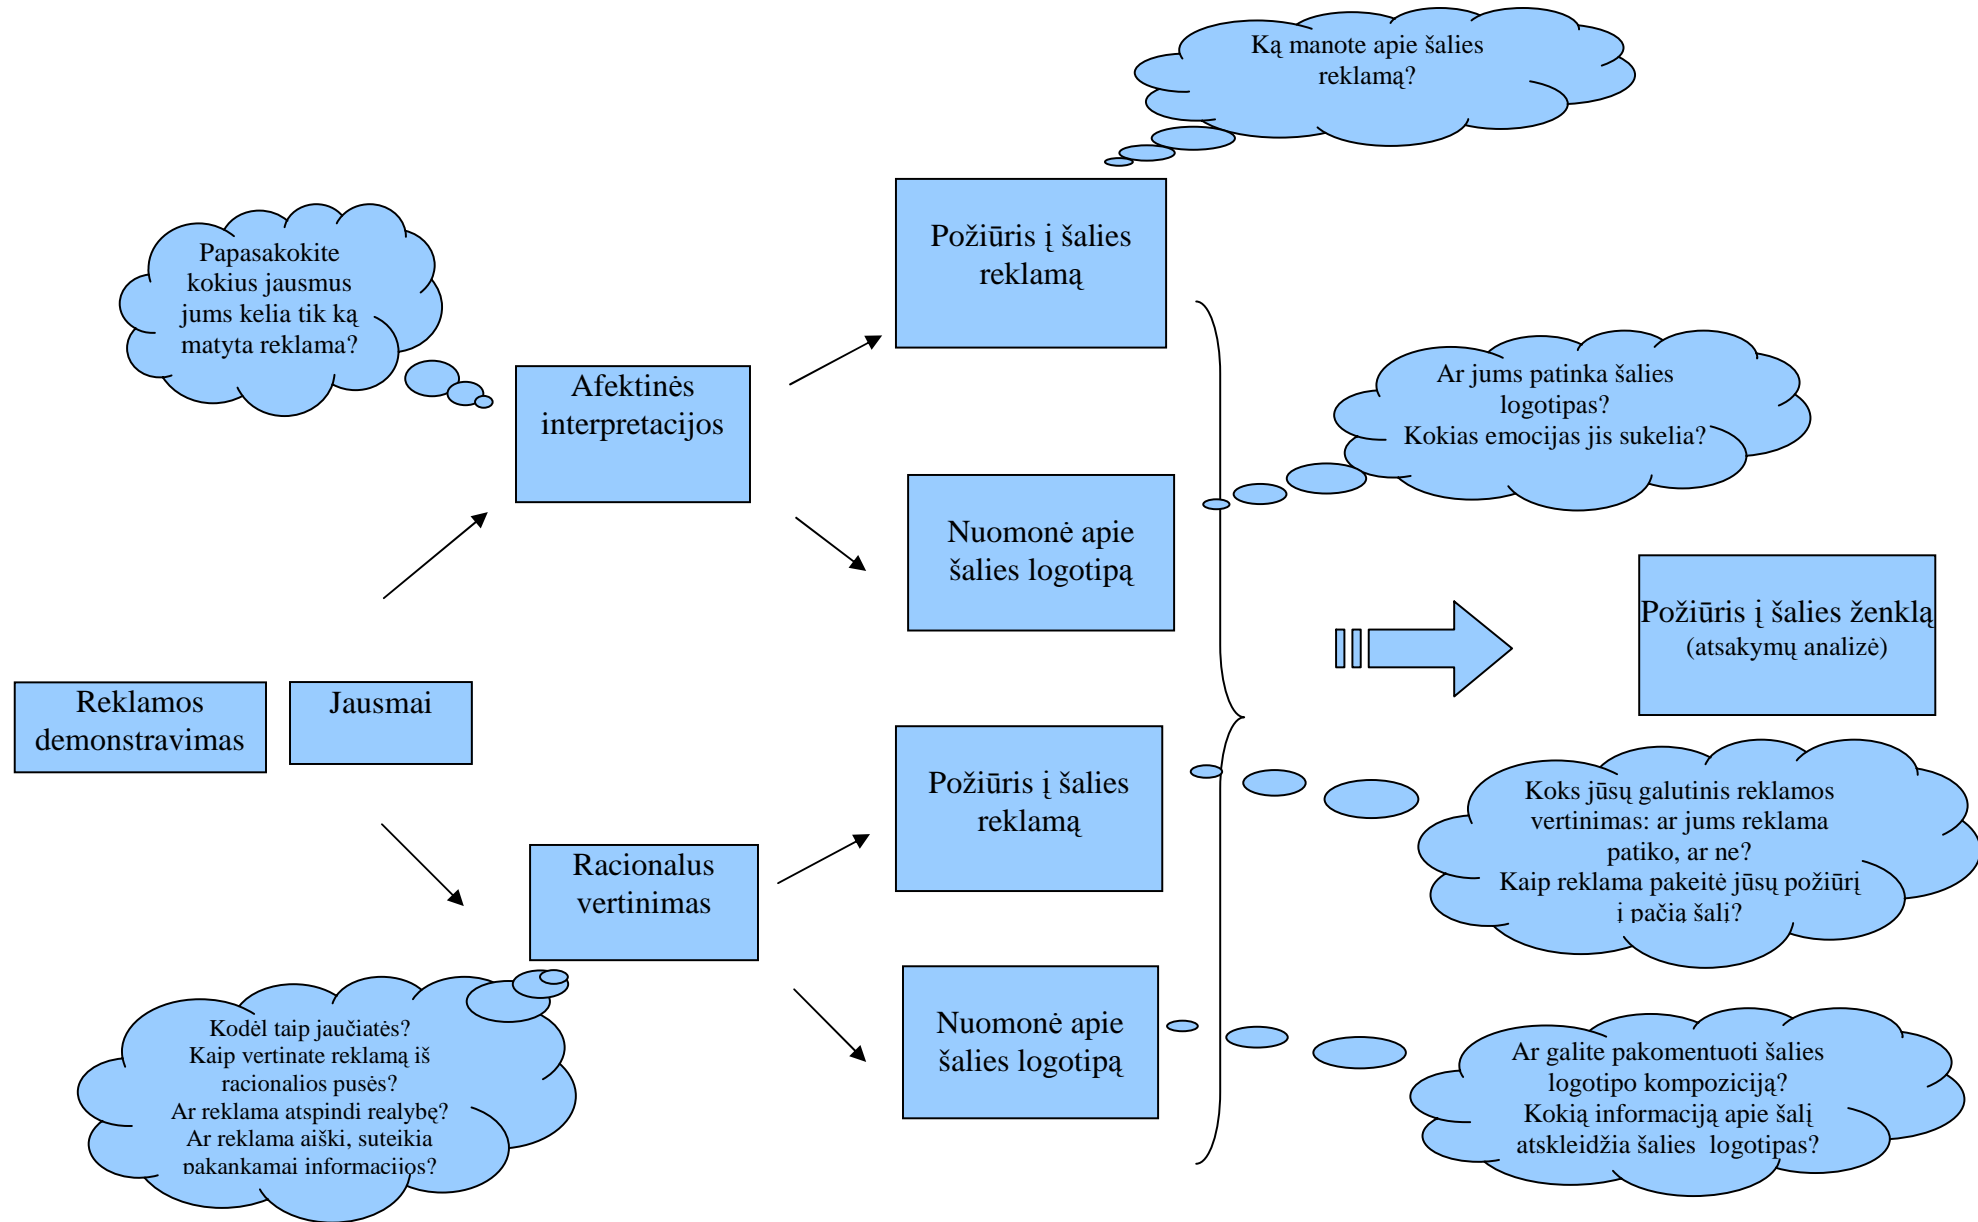 Ką manote apie šalies
reklamą?
Papasakokite
kokius jausmus
jums kelia tik ką
matyta reklama?
Požiūris į šalies
reklamą
Afektinės
interpretacijos
Ar jums patinka šalies
logotipas?
Kokias emocijas jis sukelia?
Nuomonė apie
šalies logotipą
Požiūris į šalies ženklą
(atsakymų analizė)
Reklamos
demonstravimas
Jausmai
Požiūris į šalies
reklamą
Koks jūsų galutinis reklamos
vertinimas: ar jums reklama
patiko, ar ne?
Kaip reklama pakeitė jūsų požiūrį
į pačią šalį?
Racionalus
vertinimas
Kodėl taip jaučiatės?
Kaip vertinate reklamą iš
racionalios pusės?
Ar reklama atspindi realybę?
Ar reklama aiški, suteikia
pakankamai informacijos?
Nuomonė apie
šalies logotipą
Ar galite pakomentuoti šalies
logotipo kompoziciją?
Kokią informaciją apie šalį
atskleidžia šalies logotipas?